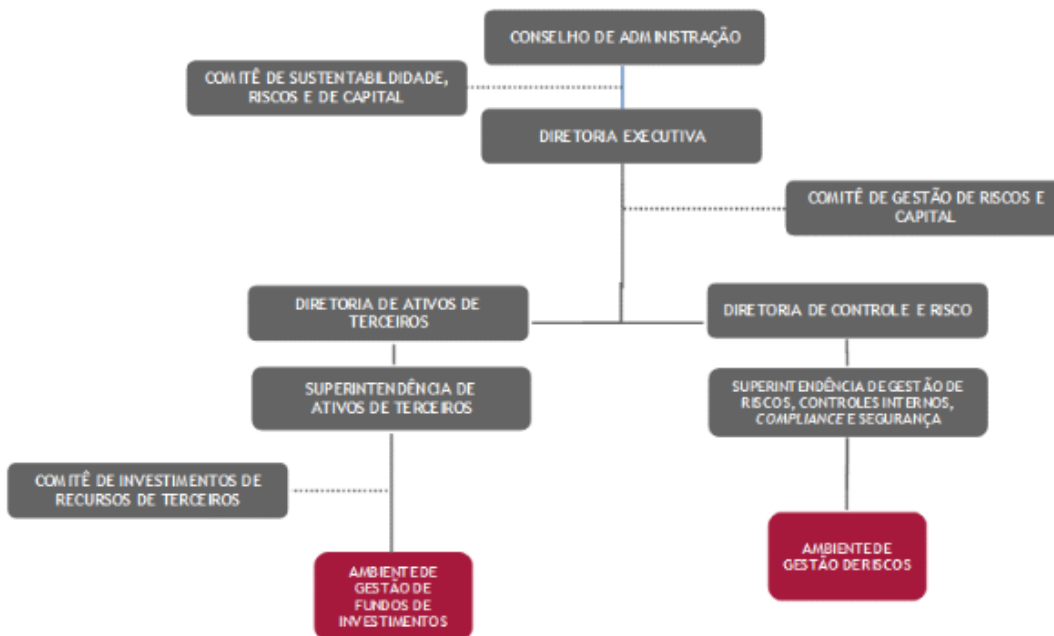 CONSELHO DE ADMINISTRAÇÃO
COMITÊ DE SUSTENTABILDIDADE,
RISCOS E DE CAPITAL
DIRETORIA EXECUTIVA
COMITÊ DE GESTÃO DE RISCOS E
CAPITAL
DIRETORIA DE ATIVOS DE
TERCEIROS
DIRETORIA DE CONTROLE E RISCO
SUPERINTENDÊNCIA DE
ATIVOS DE TERCEIROS
SUPERINTENDÊNCIA DE GESTÃO DE
RISCOS, CONTROLES INTERNOS,
COMPLIANCE E SEGURANÇA
COMITÊ DE INVESTIMENTOS DE
RECURSOS DE TERCEIROS
AMBIENTE DE
GESTÃO DE RISCOS
AMBIENTE DE
GESTÃO DE
FUNDOS DE
INVESTIMENTOS